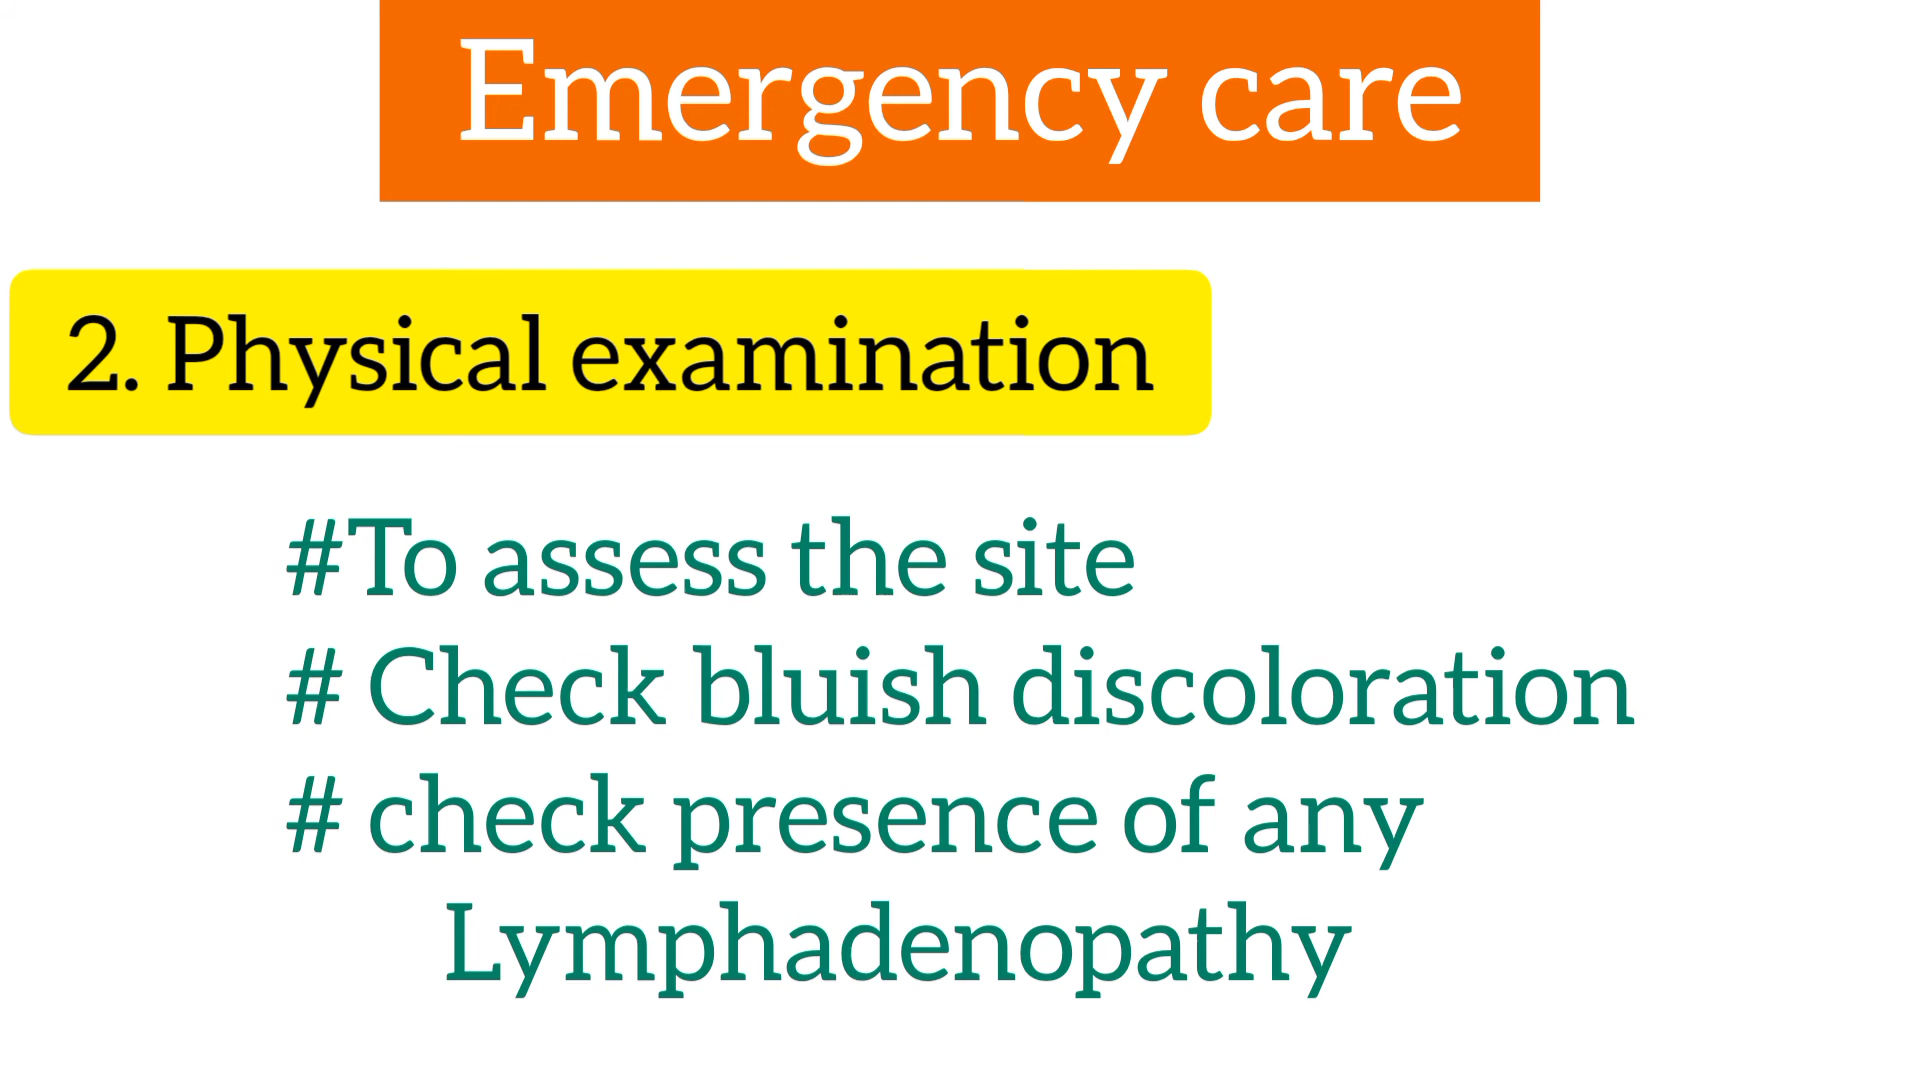 Emergency care
2. Physical examination
#To assess the site
# Check bluish discoloration
# check presence of any
Lymphadenopathy